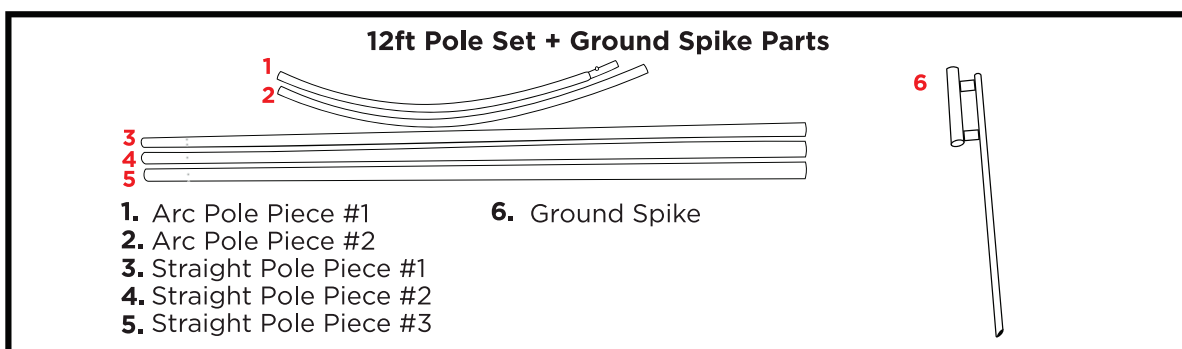 12ft Pole Set + Ground Spike Parts
1
2
3
4
5
6
1. Arc Pole Piece #1
2. Arc Pole Piece #2
3. Straight Pole Piece #1
4. Straight Pole Piece #2
5. Straight Pole Piece #3
6. Ground Spike